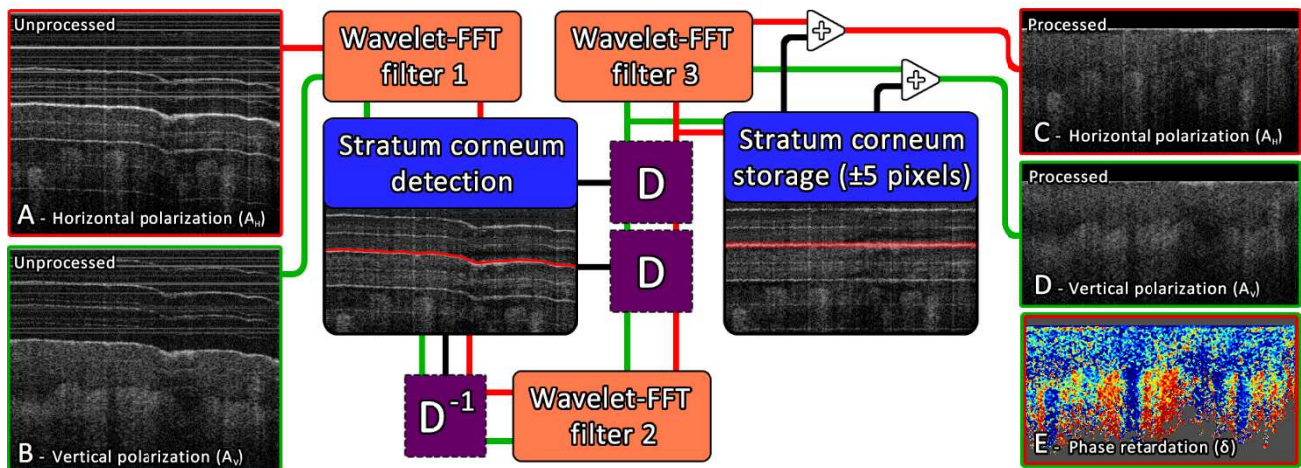 Unprocessed
A - Horizontal polarization (A_H)
Unprocessed
B - Vertical polarization (A_V)
Wavelet-FFT
filter 1
Stratum corneum
detection
D⁻¹
Wavelet-FFT
filter 2
Wavelet-FFT
filter 3
D
D
+
+
Stratum corneum
storage (±5 pixels)
Processed
C - Horizontal polarization (A_H)
Processed
D - Vertical polarization (A_V)
E - Phase retardation (δ)